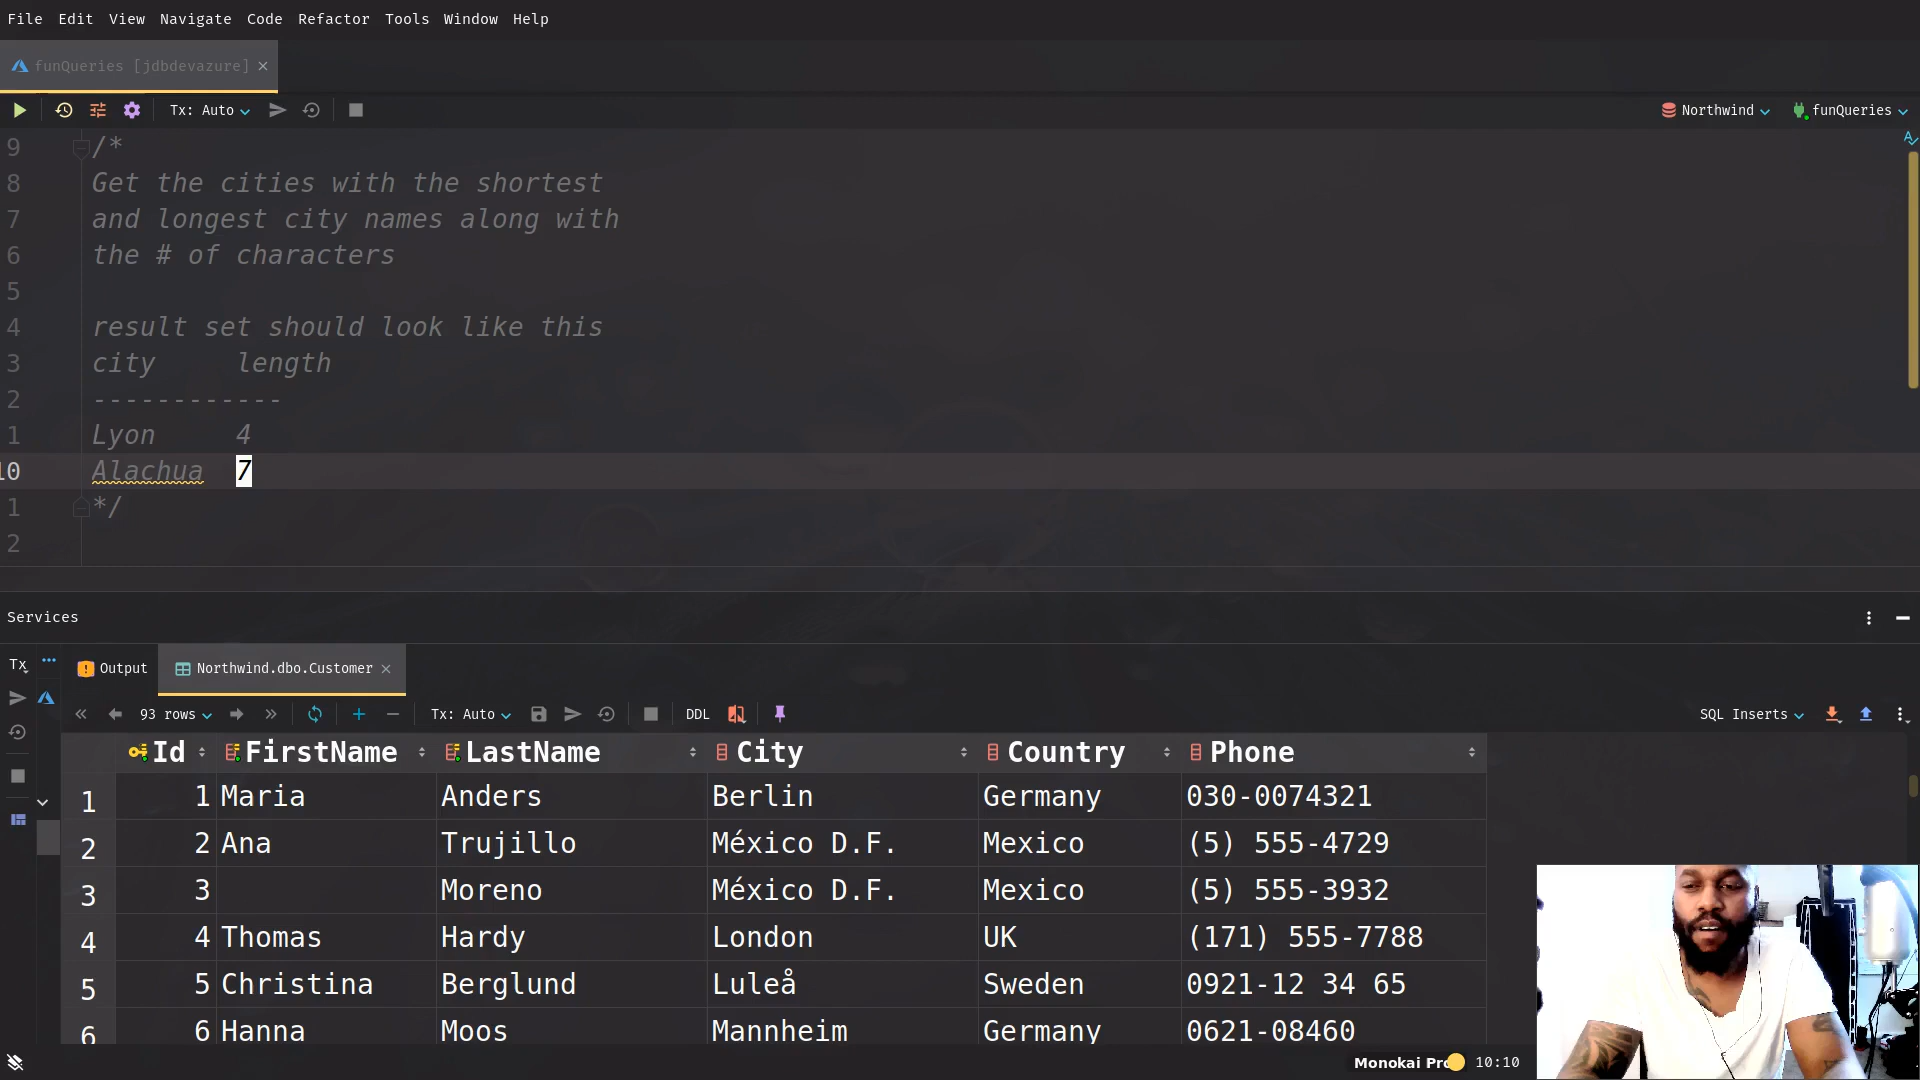 File Edit View Navigate Code Refactor Tools Window Help
funQueries [jdbdevazure]
Tx: Auto Northwind funQueries
9 /*
8 Get the cities with the shortest
7 and longest city names along with
6 the # of characters
5
4 result set should look like this
3 city length
2 ------------
1 Lyon 4
10 Alachua 7
1 */
2
Services
Tx Output Northwind.dbo.Customer
93 rows Tx: Auto DDL SQL Inserts
Id FirstName LastName City Country Phone
1 1 Maria Anders Berlin Germany 030-0074321
2 2 Ana Trujillo México D.F. Mexico (5) 555-4729
3 3 Moreno México D.F. Mexico (5) 555-3932
4 4 Thomas Hardy London UK (171) 555-7788
5 5 Christina Berglund Luleå Sweden 0921-12 34 65
6 6 Hanna Moos Mannheim Germany 0621-08460
Monokai Pro 10:10